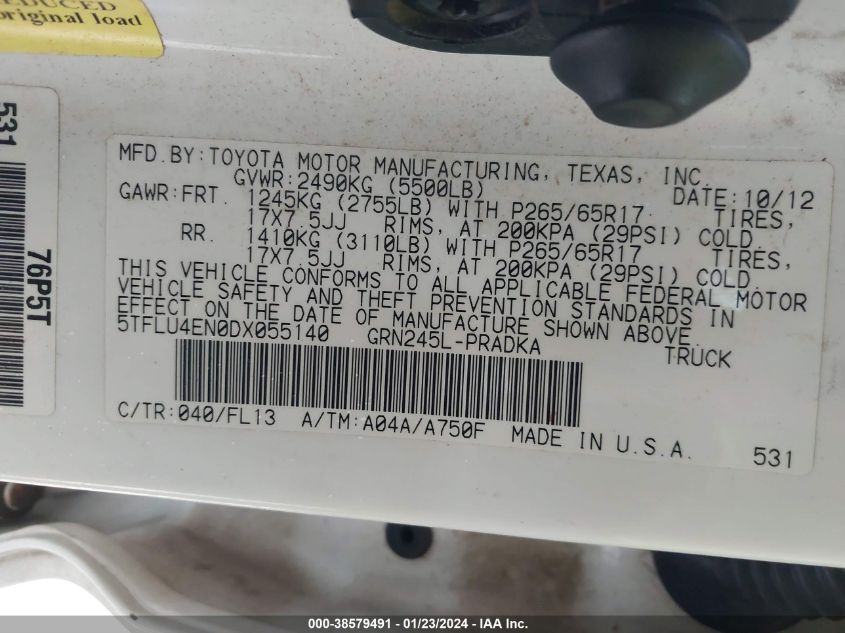 REDUCED
original load
531
76P5T
MFD.BY:TOYOTA MOTOR MANUFACTURING, TEXAS, INC.
GVWR:2490KG (5500LB) DATE:10/12
GAWR:FRT. 1245KG (2755LB) WITH P265/65R17 TIRES,
17X7.5JJ RIMS, AT 200KPA (29PSI) COLD.
RR. 1410KG (3110LB) WITH P265/65R17 TIRES,
17X7.5JJ RIMS, AT 200KPA (29PSI) COLD.
THIS VEHICLE CONFORMS TO ALL APPLICABLE FEDERAL MOTOR
VEHICLE SAFETY AND THEFT PREVENTION STANDARDS IN
EFFECT ON THE DATE OF MANUFACTURE SHOWN ABOVE.
5TFLU4EN0DX055140 GRN245L-PRADKA TRUCK
C/TR:040/FL13 A/TM:A04A/A750F MADE IN U.S.A.
531
000-38579491 - 01/23/2024 - IAA Inc.